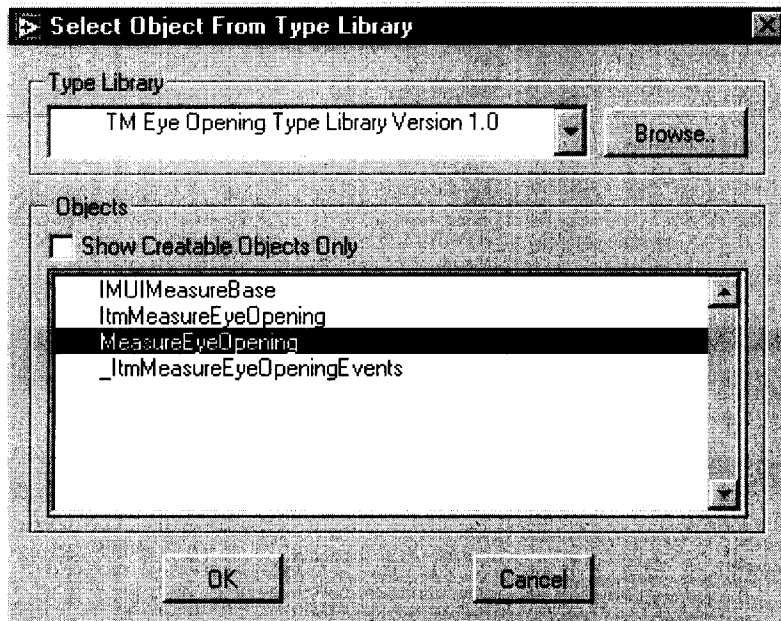 Select Object From Type Library
Type Library
TM Eye Opening Type Library Version 1.0
Browse..
Objects
Show Creatable Objects Only
IMUIMeasureBase
ItmMeasureEyeOpening
MeasureEyeOpening
_ItmMeasureEyeOpeningEvents
OK
Cancel